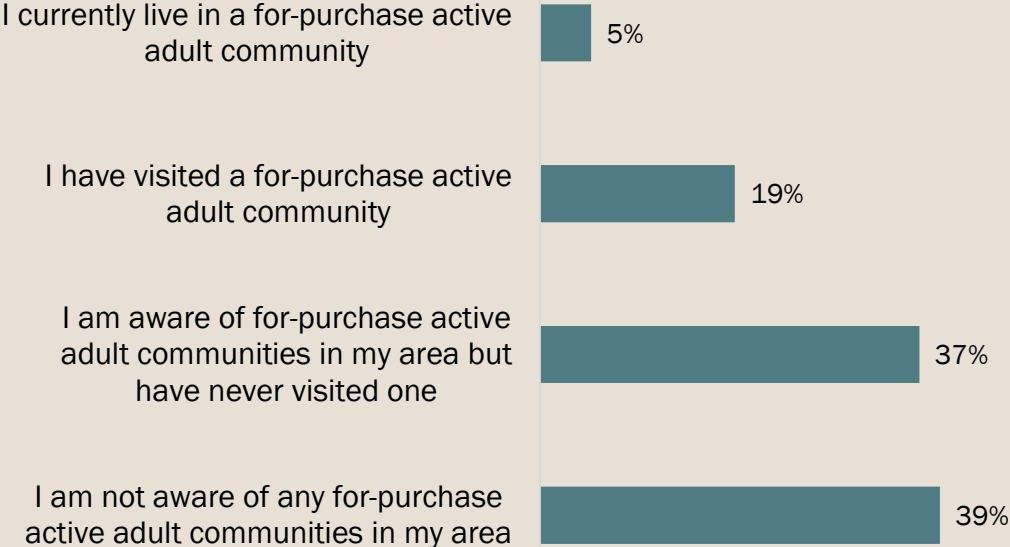 I currently live in a for-purchase active
adult community
5%
I have visited a for-purchase active
adult community
19%
I am aware of for-purchase active
adult communities in my area but
have never visited one
37%
I am not aware of any for-purchase
active adult communities in my area
39%